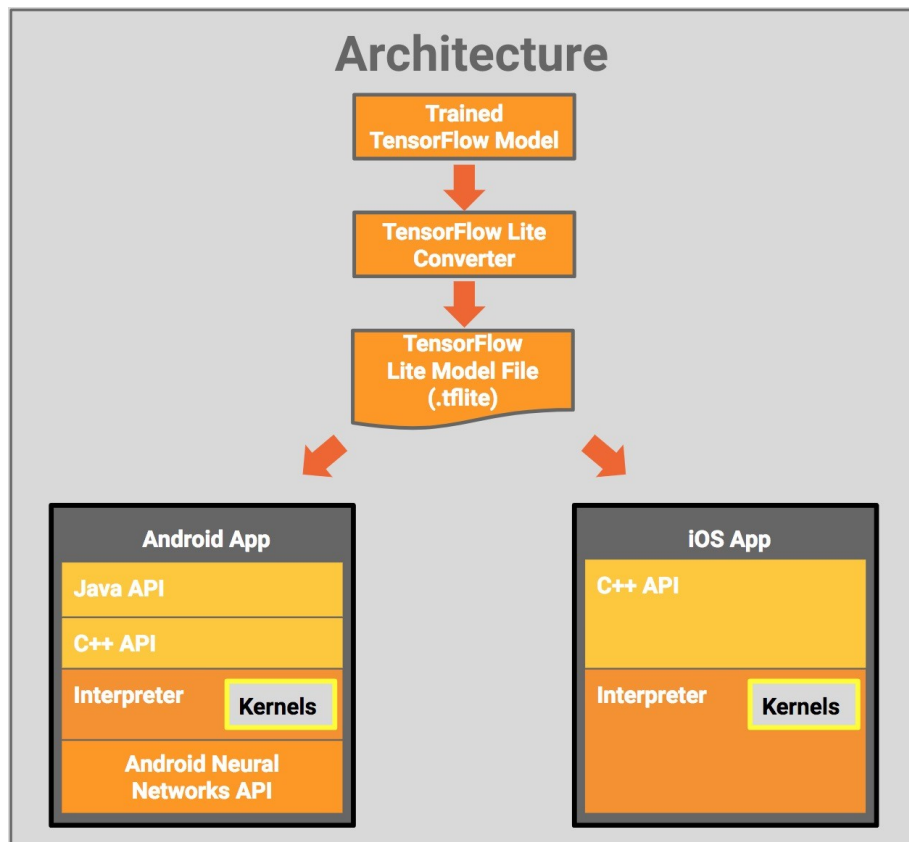 Architecture
Trained
TensorFlow Model
TensorFlow Lite
Converter
TensorFlow
Lite Model File
(.tflite)
Android App
Java API
C++ API
Interpreter
Kernels
Android Neural
Networks API
iOS App
C++ API
Interpreter
Kernels